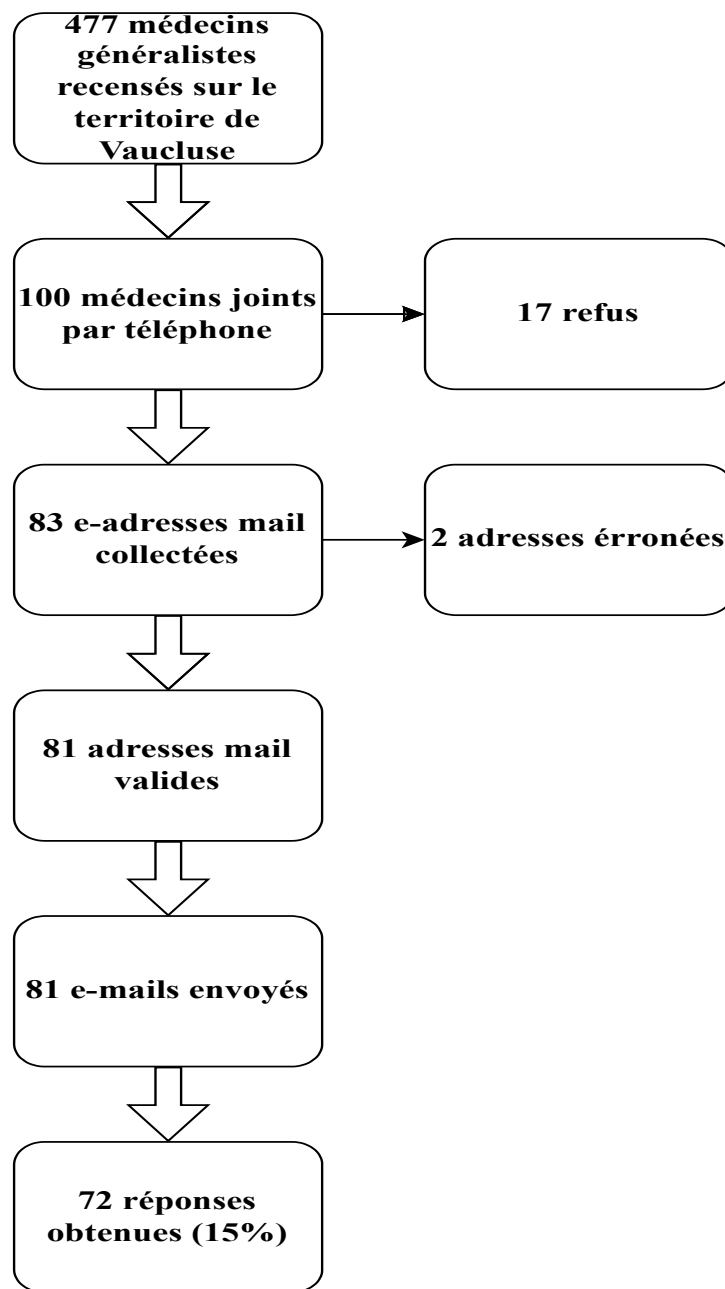 477 médecins
généralistes
recensés sur le
territoire de
Vaucluse
100 médecins joints
par téléphone
17 refus
83 e-adresses mail
collectées
2 adresses érronées
81 adresses mail
valides
81 e-mails envoyés
72 réponses
obtenues (15%)